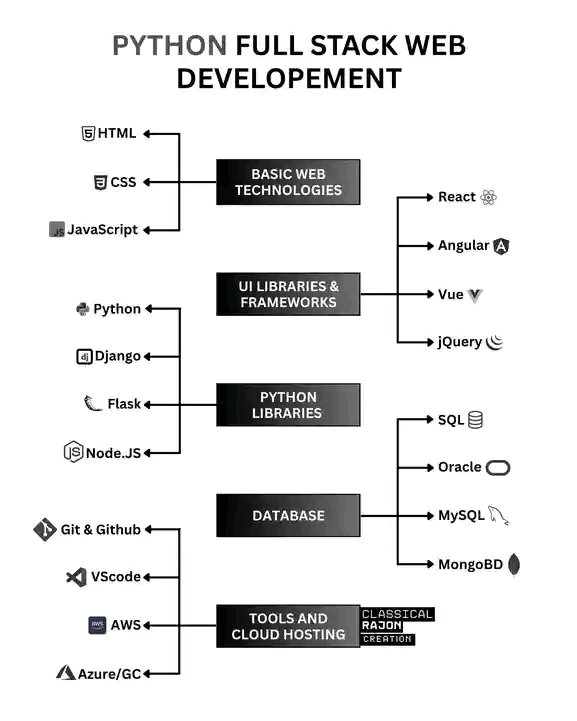 PYTHON FULL STACK WEB
DEVELOPEMENT
HTML
CSS
JavaScript
BASIC WEB
TECHNOLOGIES
React
Angular
Vue
jQuery
UI LIBRARIES &
FRAMEWORKS
Python
Django
Flask
Node.JS
PYTHON
LIBRARIES
SQL
Oracle
MySQL
MongoBD
DATABASE
Git & Github
VScode
AWS
Azure/GC
TOOLS AND
CLOUD HOSTING
CLASSICAL
RAJON
CREATION